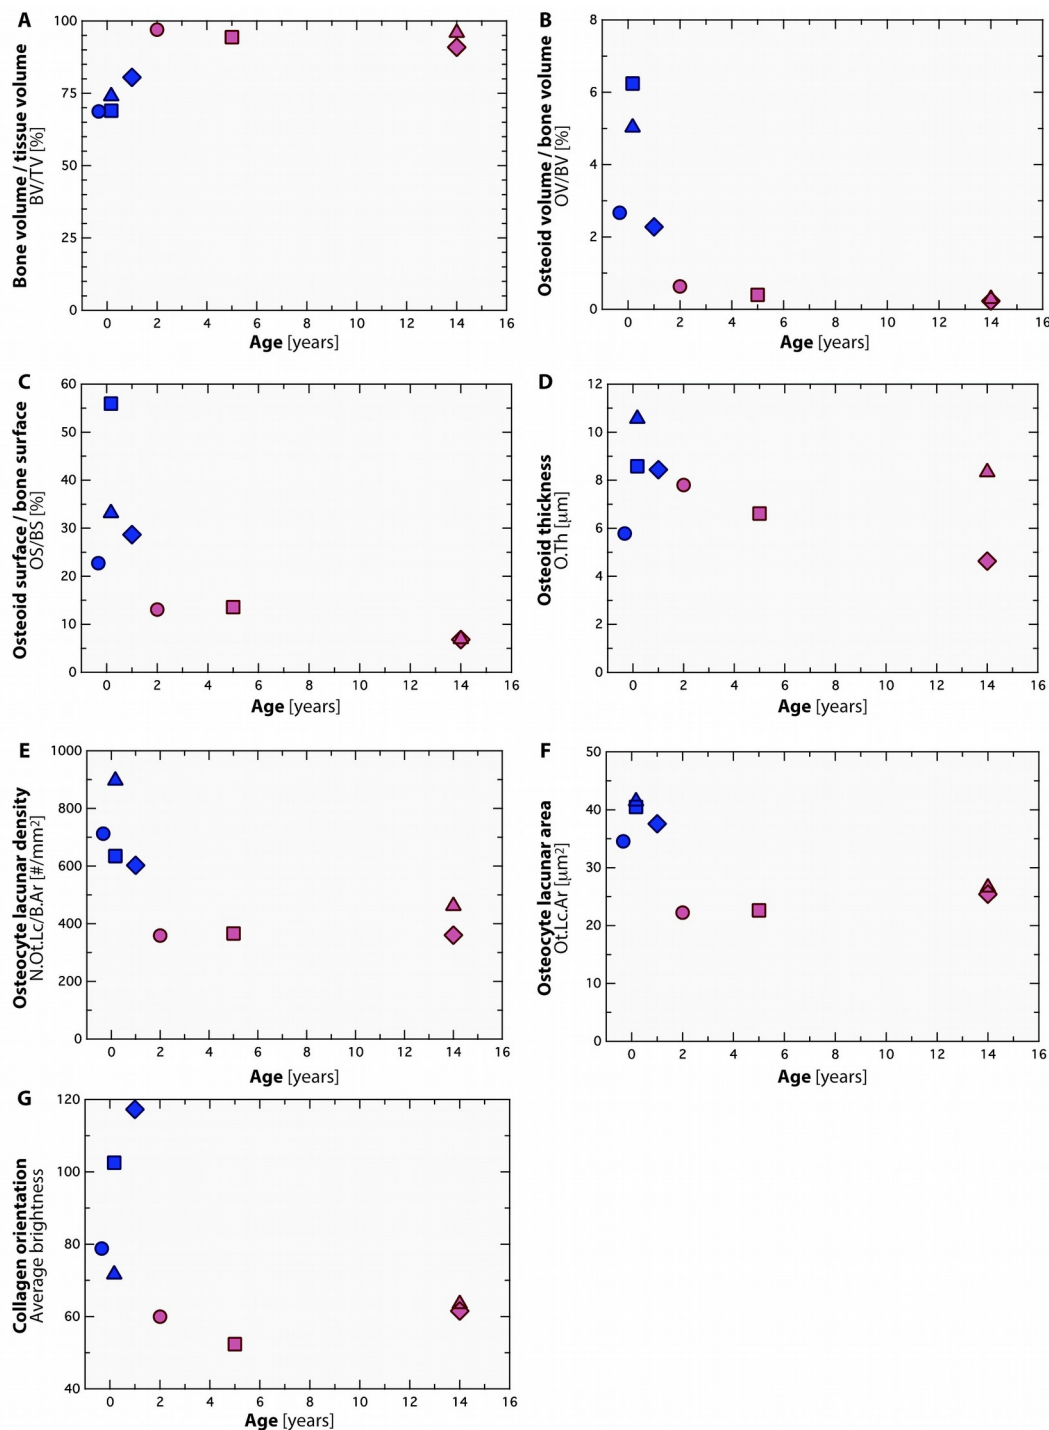 A
Bone volume / tissue volume
BV/TV [%]
100
75
50
25
0
0 2 4 6 8 10 12 14 16
Age [years]
B
Osteoid volume / bone volume
OV/BV [%]
8
6
4
2
0
0 2 4 6 8 10 12 14 16
Age [years]
C
Osteoid surface / bone surface
OS/BS [%]
60
50
40
30
20
10
0
0 2 4 6 8 10 12 14 16
Age [years]
D
Osteoid thickness
O.Th [µm]
12
10
8
6
4
2
0
0 2 4 6 8 10 12 14 16
Age [years]
E
Osteocyte lacunar density
N.Ot.Lc/B.Ar [#/mm²]
1000
800
600
400
200
0
0 2 4 6 8 10 12 14 16
Age [years]
F
Osteocyte lacunar area
Ot.Lc.Ar [µm²]
50
40
30
20
10
0
0 2 4 6 8 10 12 14 16
Age [years]
G
Collagen orientation
Average brightness
120
100
80
60
40
0 2 4 6 8 10 12 14 16
Age [years]